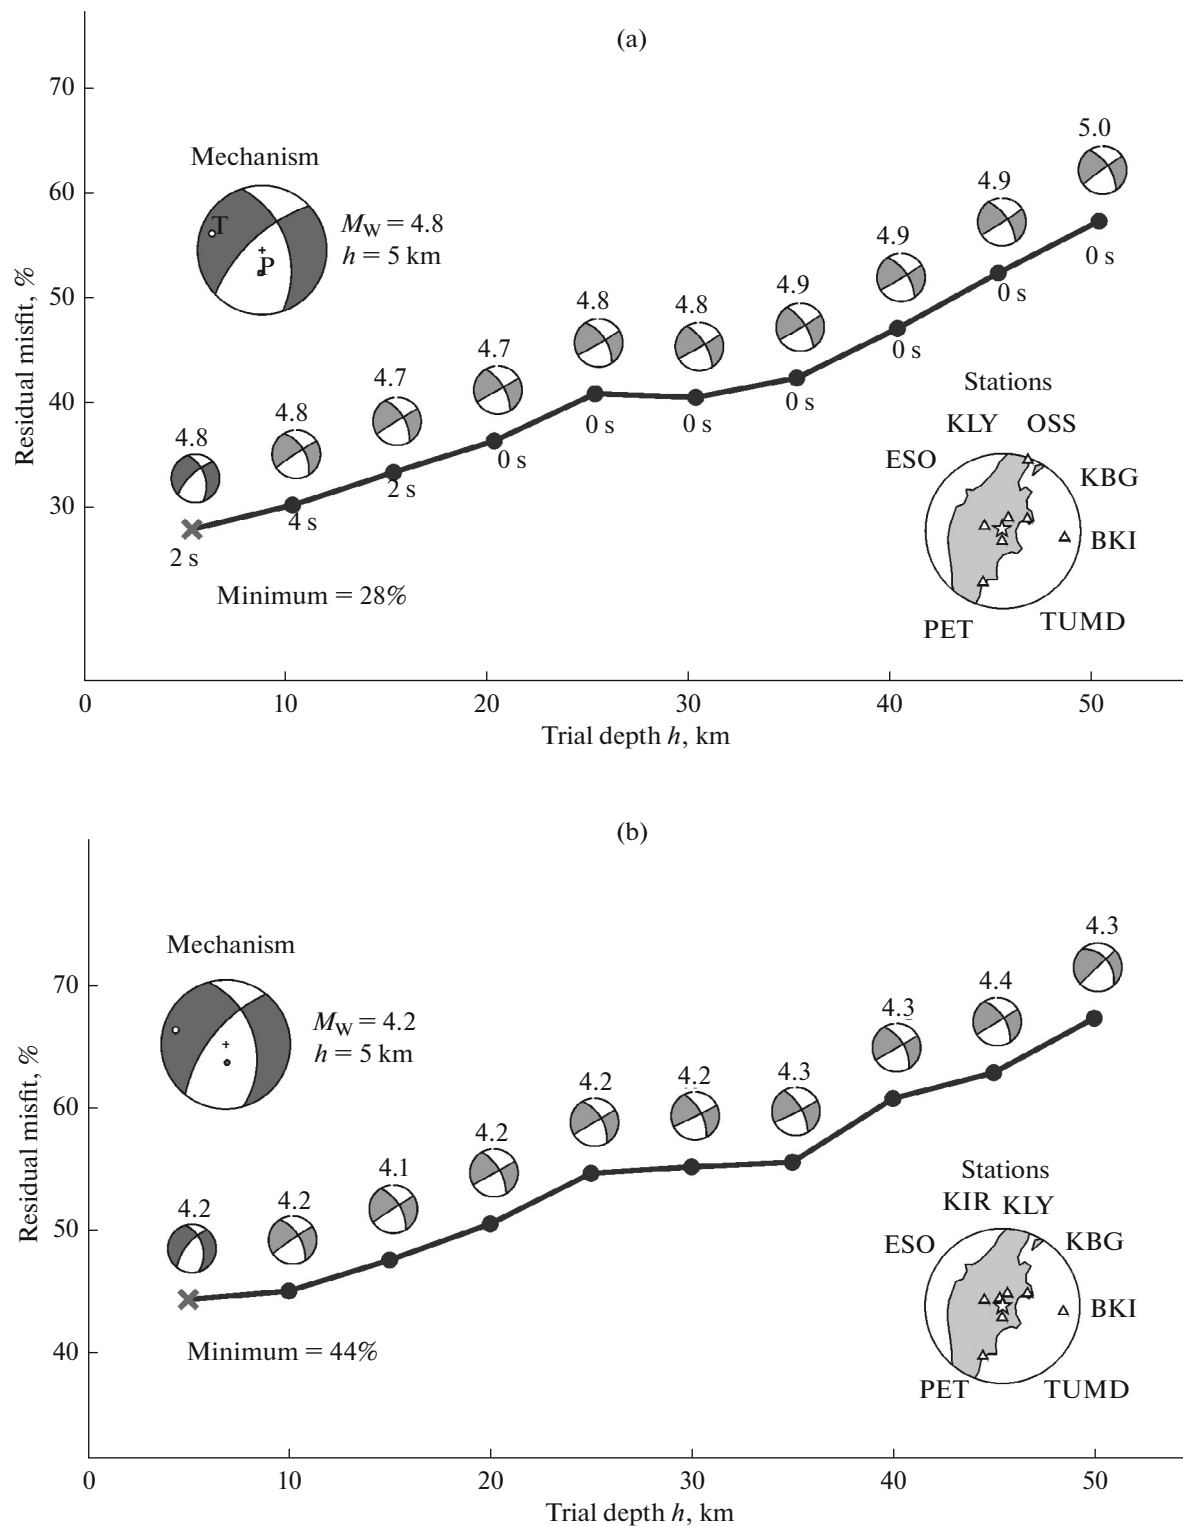 (a)
Residual misfit, %
70
60
50
40
30
Mechanism
T
P
M_W = 4.8
h = 5 km
4.8
4.8
4.7
4.7
4.8
4.8
4.9
4.9
4.9
5.0
2 s
4 s
2 s
0 s
0 s
0 s
0 s
0 s
0 s
0 s
Minimum = 28%
Stations
KLY OSS
ESO
KBG
BKI
PET
TUMD
0 10 20 30 40 50
Trial depth h, km
(b)
Residual misfit, %
70
60
50
40
Mechanism
M_W = 4.2
h = 5 km
4.2
4.2
4.1
4.2
4.2
4.2
4.3
4.3
4.4
4.3
Minimum = 44%
Stations
KIR KLY
ESO
KBG
BKI
PET
TUMD
0 10 20 30 40 50
Trial depth h, km